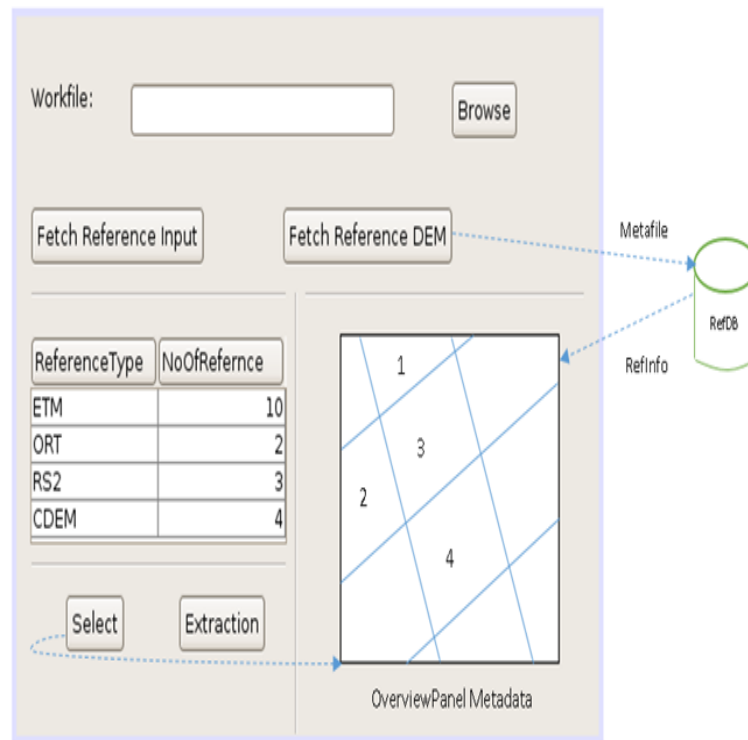 Workfile:
Browse
Fetch Reference Input
Fetch Reference DEM
Metafile
RefDB
RefInfo
ReferenceType NoOfRefernce
ETM 10
ORT 2
RS2 3
CDEM 4
1
3
2
4
Select
Extraction
OverviewPanel Metadata